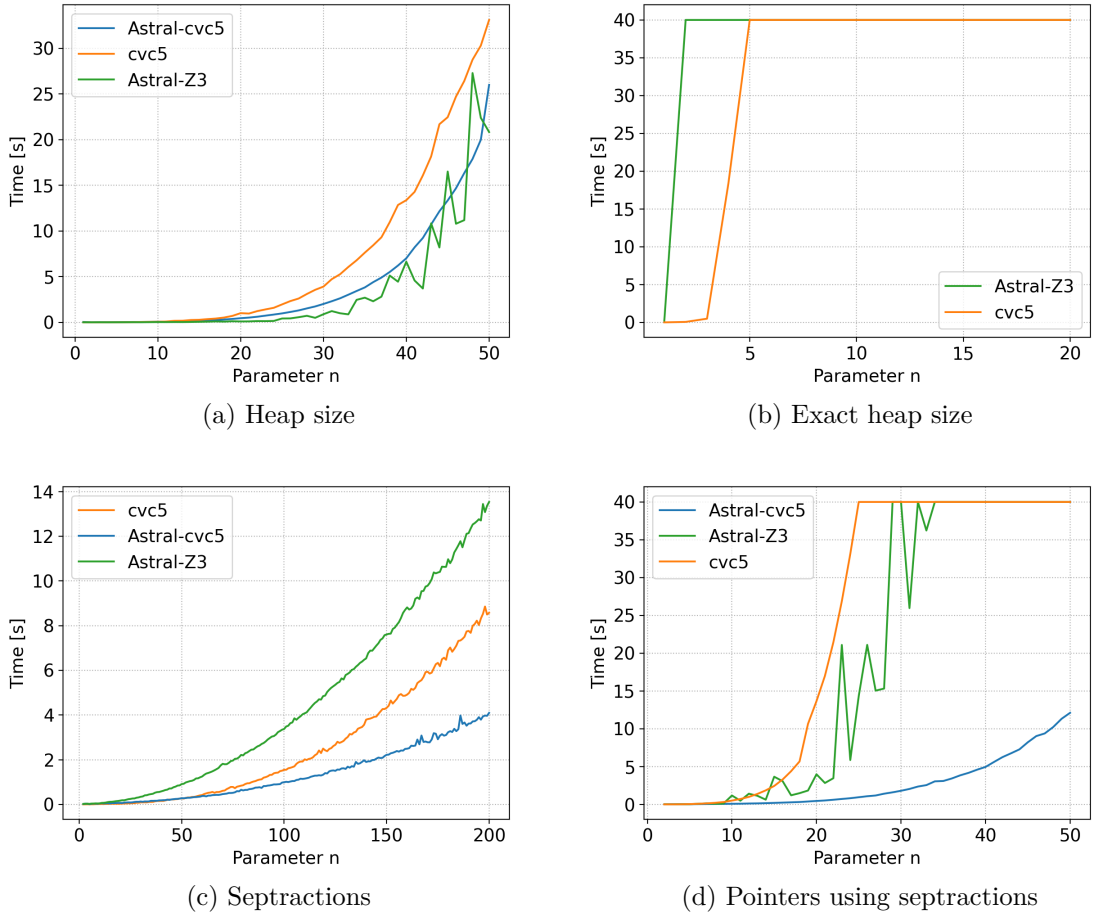 Astral-cvc5
cvc5
Astral-Z3
Time [s]
0
5
10
15
20
25
30
0
10
20
30
40
50
Parameter n
(a) Heap size
Time [s]
0
5
10
15
20
25
30
35
40
5
10
15
20
Parameter n
Astral-Z3
cvc5
(b) Exact heap size
cvc5
Astral-cvc5
Astral-Z3
Time [s]
0
2
4
6
8
10
12
14
0
50
100
150
200
Parameter n
(c) Septractions
Astral-cvc5
Astral-Z3
cvc5
Time [s]
0
5
10
15
20
25
30
35
40
0
10
20
30
40
50
Parameter n
(d) Pointers using septractions